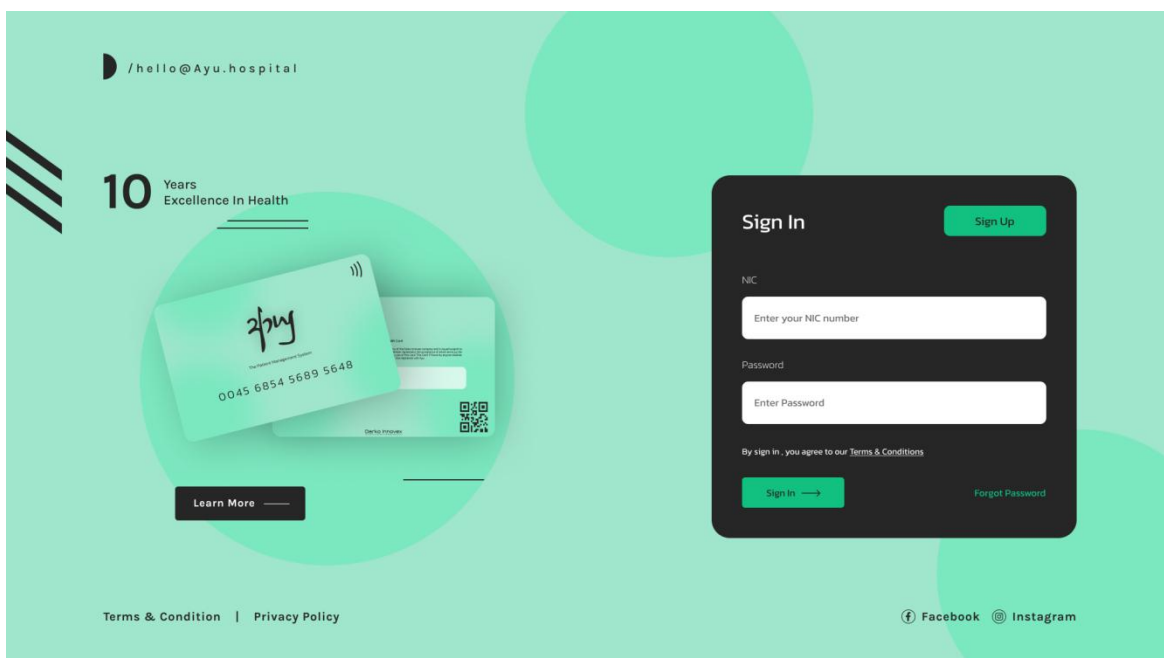 /hello@Ayu.hospital
10
Years
Excellence In Health
The Patient Management System
0045 6854 5689 5648
Learn More
Sign In
Sign Up
NIC
Enter your NIC number
Password
Enter Password
By sign in , you agree to our Terms & Conditions
Sign In
Forgot Password
Terms & Condition | Privacy Policy
Facebook
Instagram